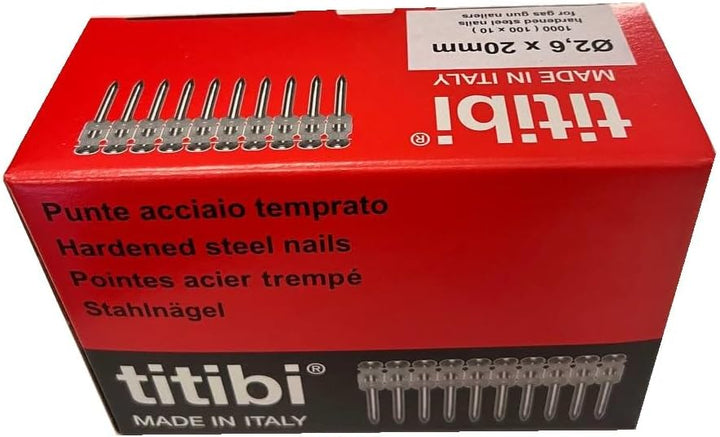 Ø2,6 x 20mm
1000 ( 100 x 10 )
hardened steel nails
for gas gun nailers
titibi®
MADE IN ITALY
Punte acciaio temprato
Hardened steel nails
Pointes acier trempé
Stahlnägel
titibi®
MADE IN ITALY